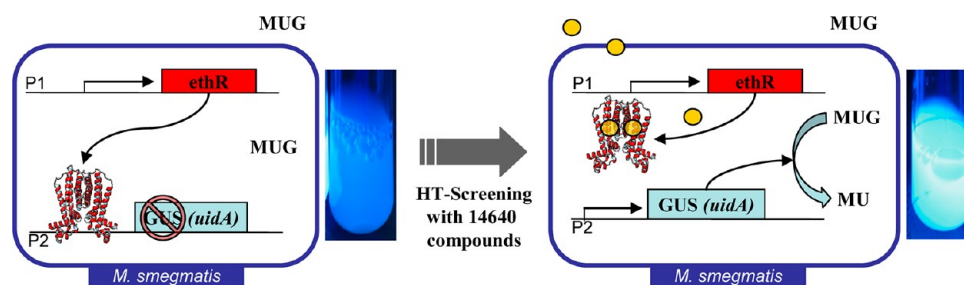 MUG
P1
ethR
MUG
GUS (uidA)
P2
M. smegmatis
HT-Screening
with 14640
compounds
MUG
P1
ethR
MUG
GUS (uidA)
MU
P2
M. smegmatis